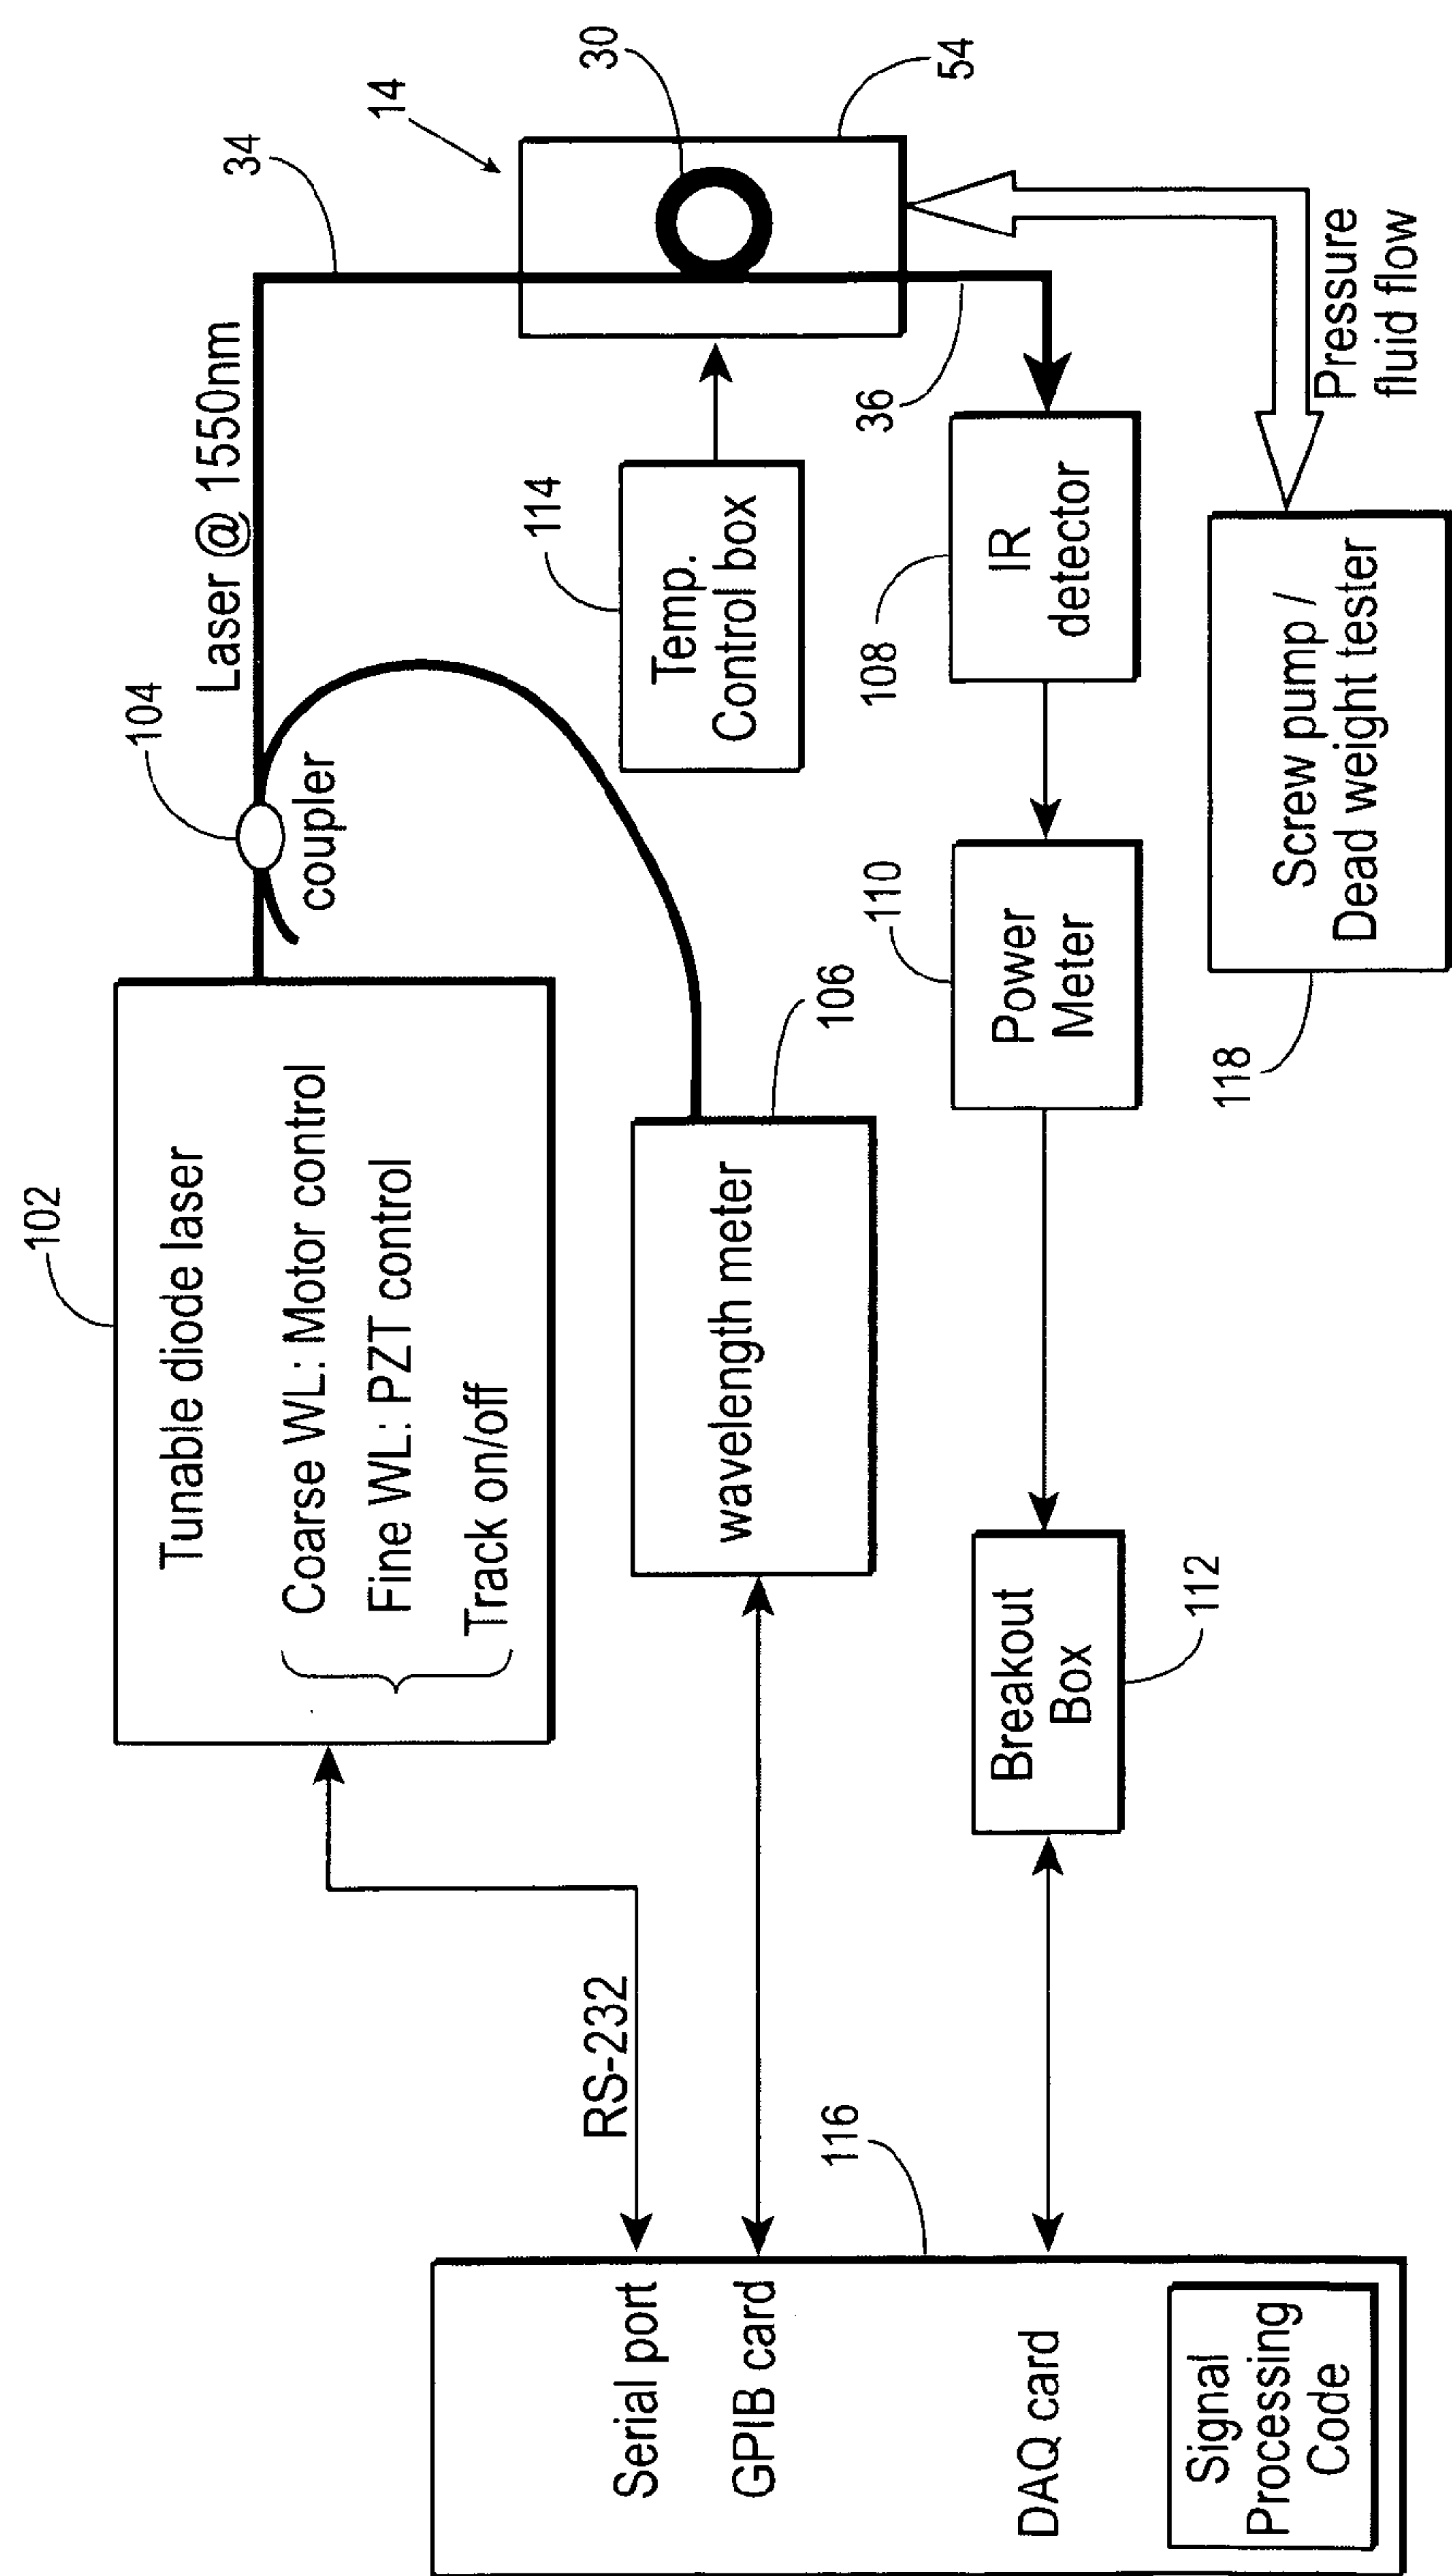 102
Tunable diode laser
Coarse WL: Motor control
Fine WL: PZT control
Track on/off
104
coupler
Laser @ 1550nm
34
14
30
54
RS-232
Serial port
GPIB card
116
DAQ card
Signal
Processing
Code
wavelength meter
106
114
Temp.
Control box
36
Breakout
Box
112
110
Power
Meter
108
IR
detector
118
Screw pump /
Dead weight tester
Pressure
fluid flow